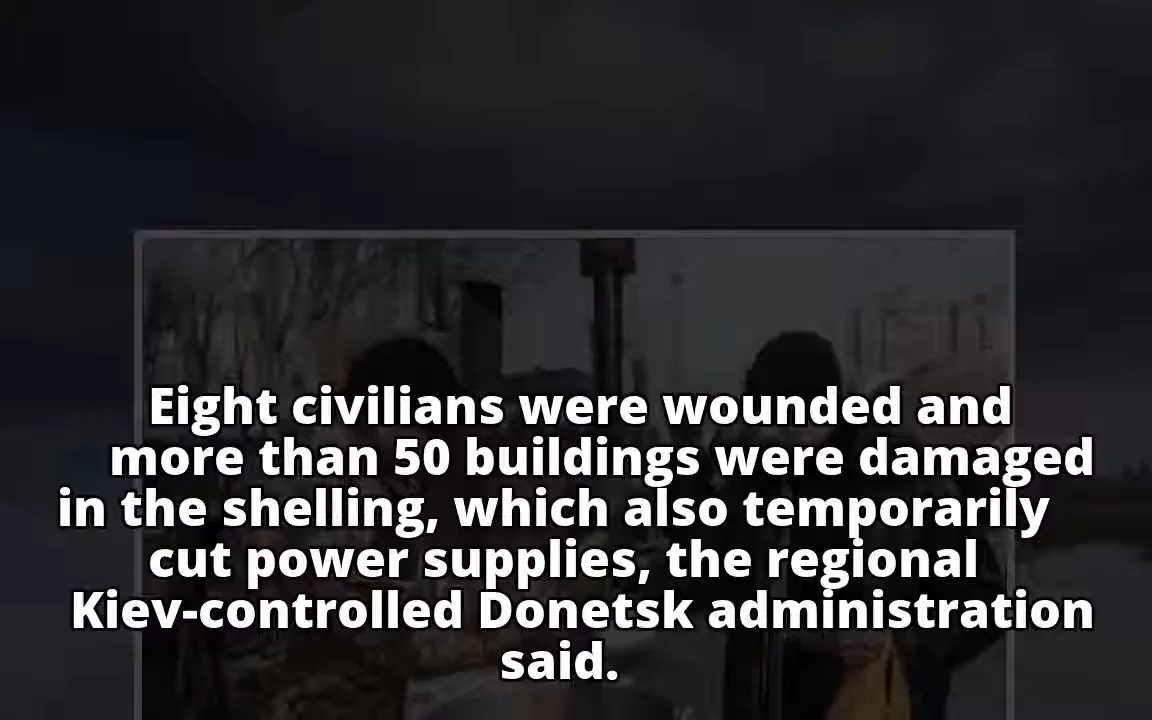 Eight civilians were wounded and
more than 50 buildings were damaged
in the shelling, which also temporarily
cut power supplies, the regional
Kiev-controlled Donetsk administration
said.